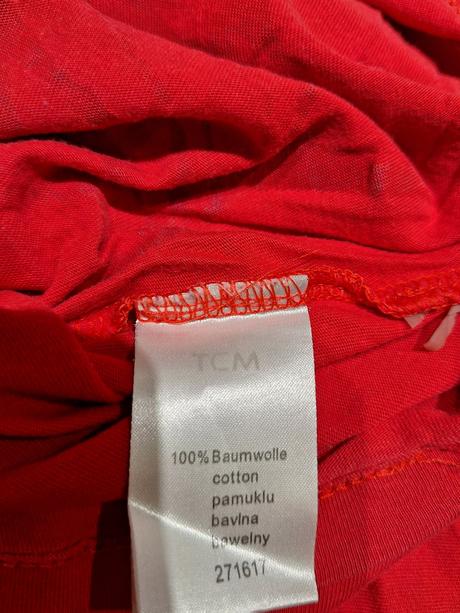 TCM
100% Baumwolle
cotton
pamuklu
bavlna
bawelny
271617